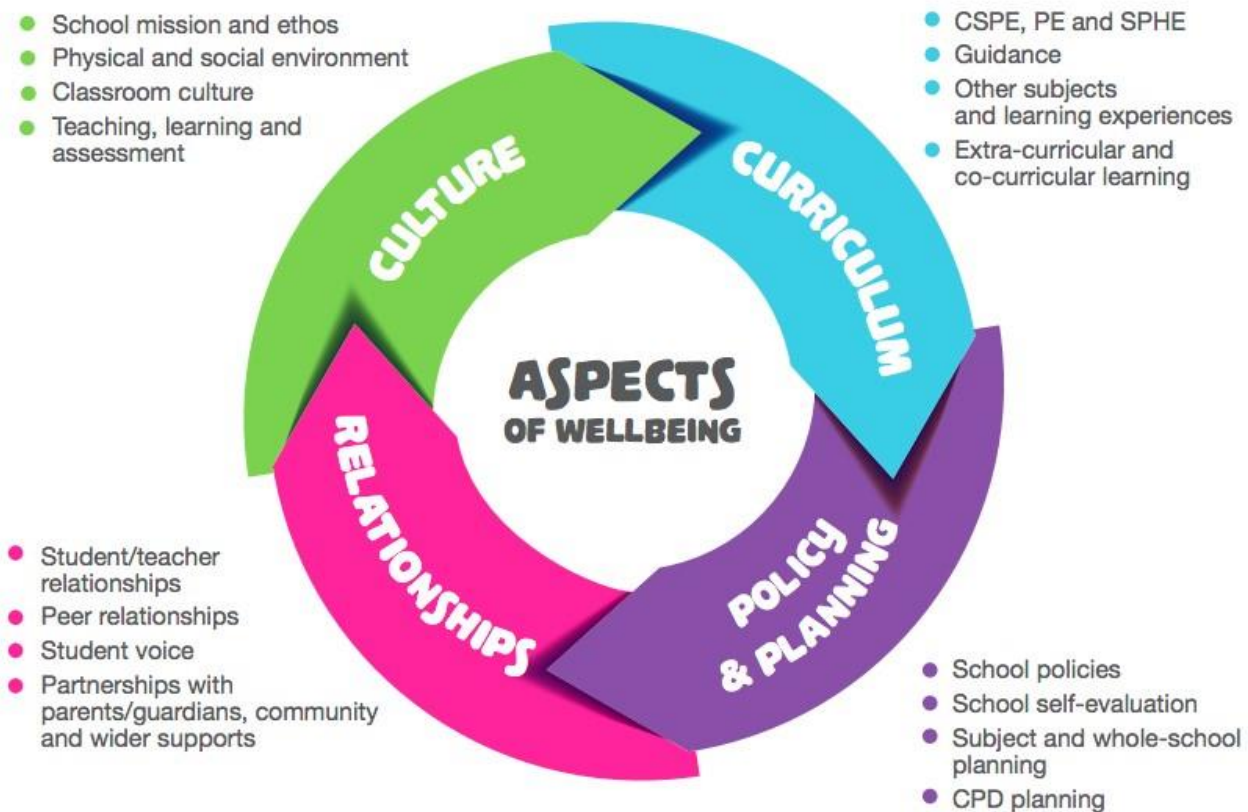 School mission and ethos
Physical and social environment
Classroom culture
Teaching, learning and
assessment
CSPE, PE and SPHE
Guidance
Other subjects
and learning experiences
Extra-curricular and
co-curricular learning
CULTURE
CURRICULUM
ASPECTS
OF WELLBEING
RELATIONSHIPS
POLICY
& PLANNING
Student/teacher
relationships
Peer relationships
Student voice
Partnerships with
parents/guardians, community
and wider supports
School policies
School self-evaluation
Subject and whole-school
planning
CPD planning